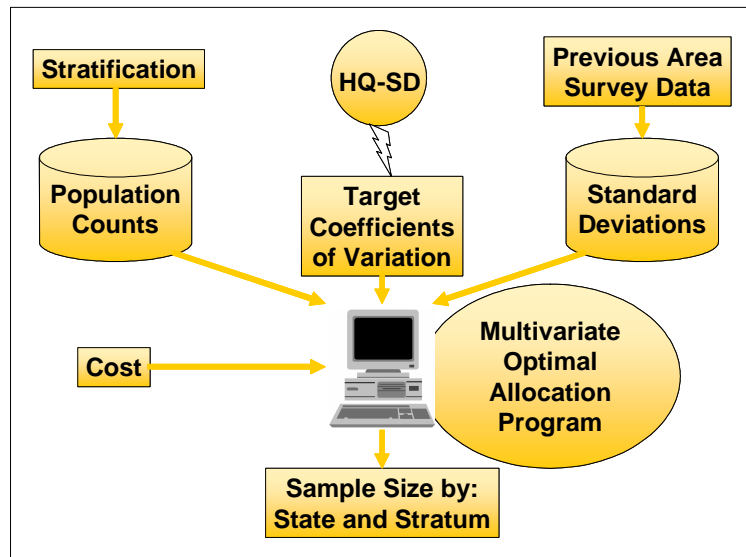 Stratification
HQ-SD
Previous Area
Survey Data
Population
Counts
Target
Coefficients
of Variation
Standard
Deviations
Cost
Multivariate
Optimal
Allocation
Program
Sample Size by:
State and Stratum